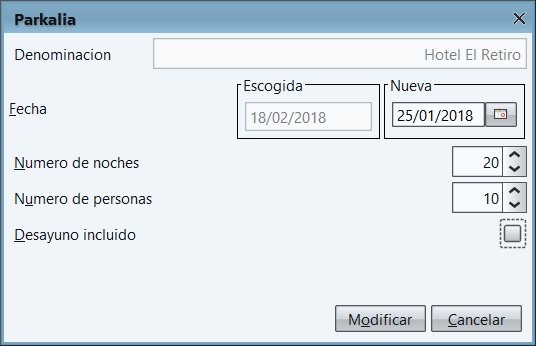 Parkalia
Denominacion Hotel El Retiro
Escogida Nueva
Fecha 18/02/2018 25/01/2018
Numero de noches 20
Numero de personas 10
Desayuno incluido
Modificar Cancelar